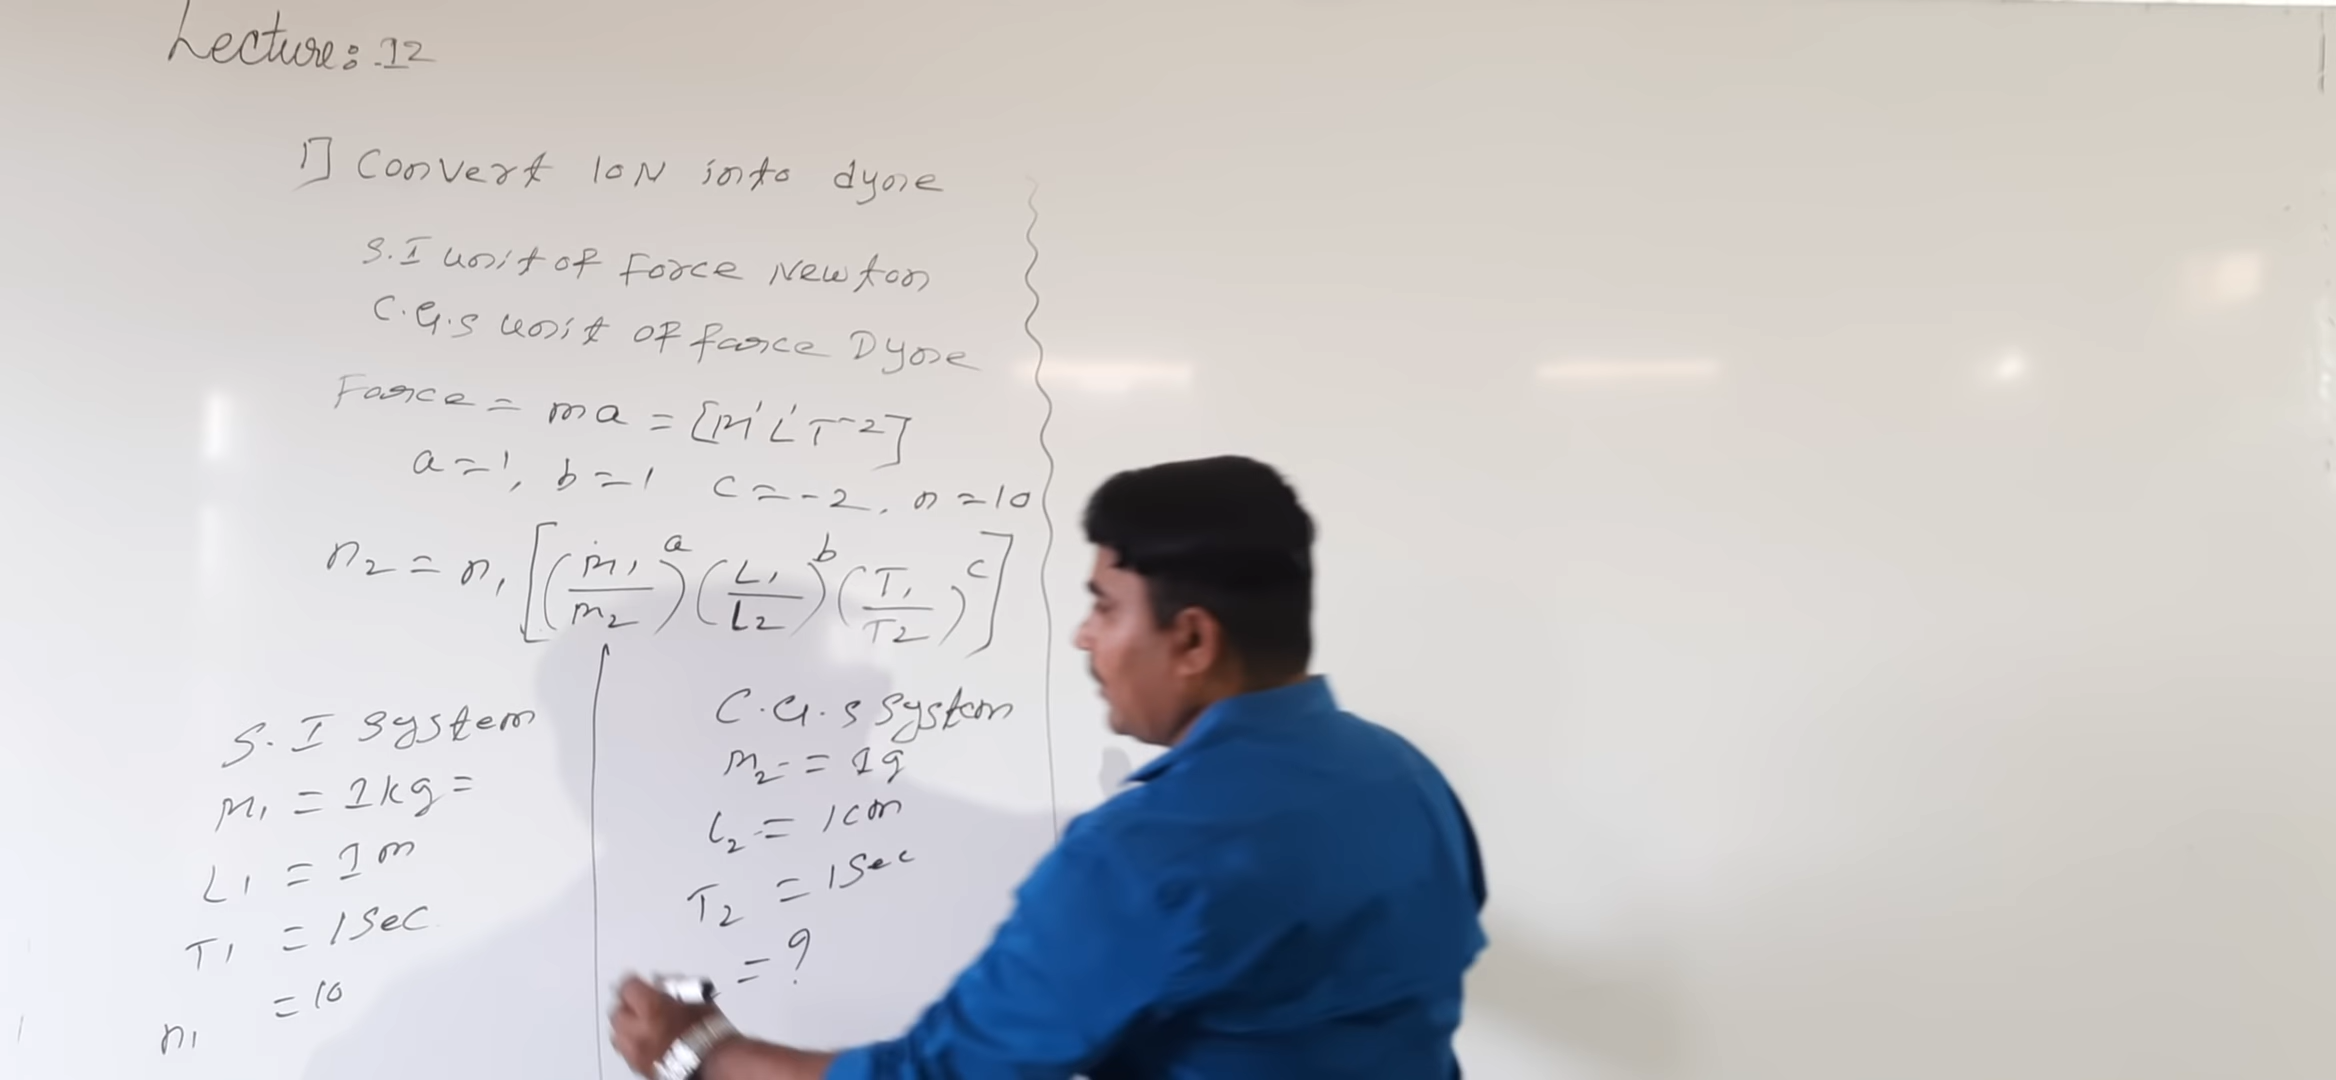 Lecture: 12
1] Convert 10N into dyne
S.I unit of Force Newton
C.G.S unit of force Dyne
Force = ma = [M¹L¹T⁻²]
a=1, b=1 c=-2, n=10
n₂ = n₁ [(M₁/M₂)ᵃ (L₁/L₂)ᵇ (T₁/T₂)ᶜ]
S.I system
M₁ = 1kg =
L₁ = 1m
T₁ = 1Sec
n₁ = 10
C.G.S System
M₂ = 1g
L₂ = 1cm
T₂ = 1Sec
= ?